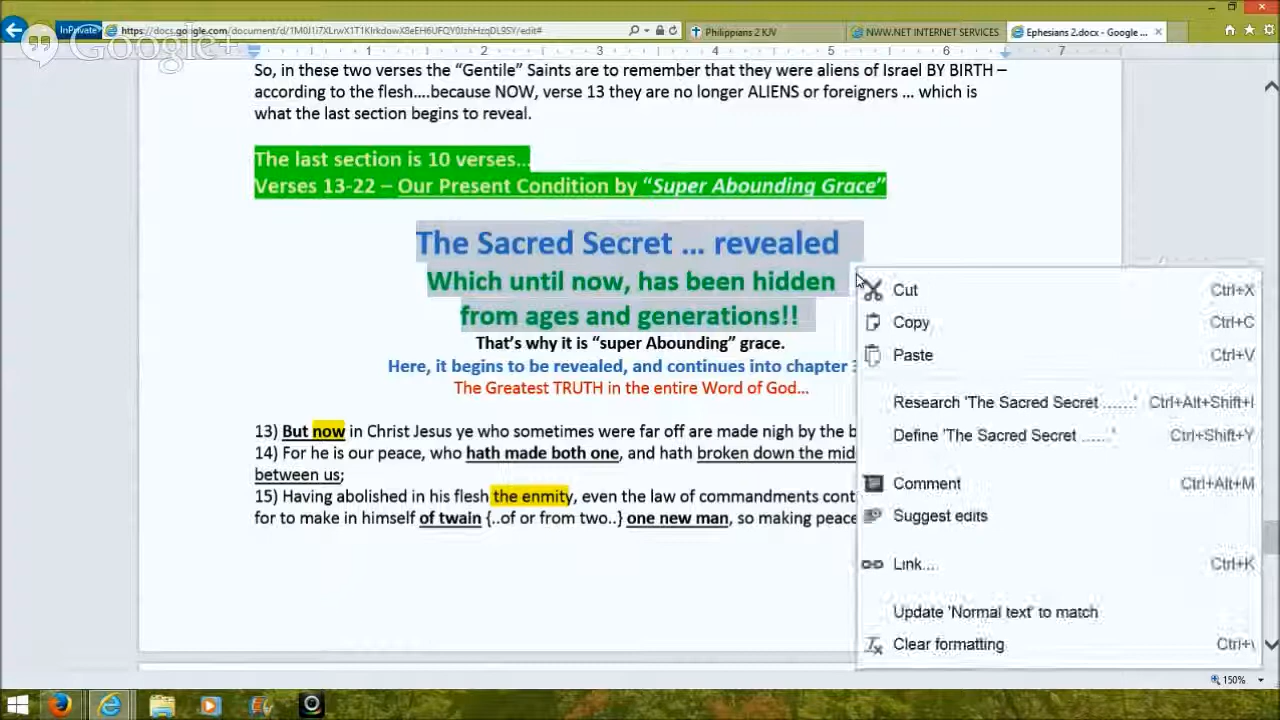 InPrivate
https://docs.google.com/document/d/
Philippians 2 KJV
NWW.NET INTERNET SERVICES
Ephesians 2.docx - Google ...
Google+
1 2 3 4 5 6 7
So, in these two verses the “Gentile” Saints are to remember that they were aliens of Israel BY BIRTH –
according to the flesh….because NOW, verse 13 they are no longer ALIENS or foreigners … which is
what the last section begins to reveal.
The last section is 10 verses…
Verses 13-22 – Our Present Condition by “Super Abounding Grace”
The Sacred Secret … revealed
Which until now, has been hidden
from ages and generations!!
That’s why it is “super Abounding” grace.
Here, it begins to be revealed, and continues into chapter
The Greatest TRUTH in the entire Word of God…
13) But now in Christ Jesus ye who sometimes were far off are made nigh by the b
14) For he is our peace, who hath made both one, and hath broken down the mid
between us;
15) Having abolished in his flesh the enmity, even the law of commandments cont
for to make in himself of twain {..of or from two..} one new man, so making peace
Cut Ctrl+X
Copy Ctrl+C
Paste Ctrl+V
Research 'The Sacred Secret ......' Ctrl+Alt+Shift+I
Define 'The Sacred Secret ......' Ctrl+Shift+Y
Comment Ctrl+Alt+M
Suggest edits
Link... Ctrl+K
Update 'Normal text' to match
Clear formatting Ctrl+\
150%